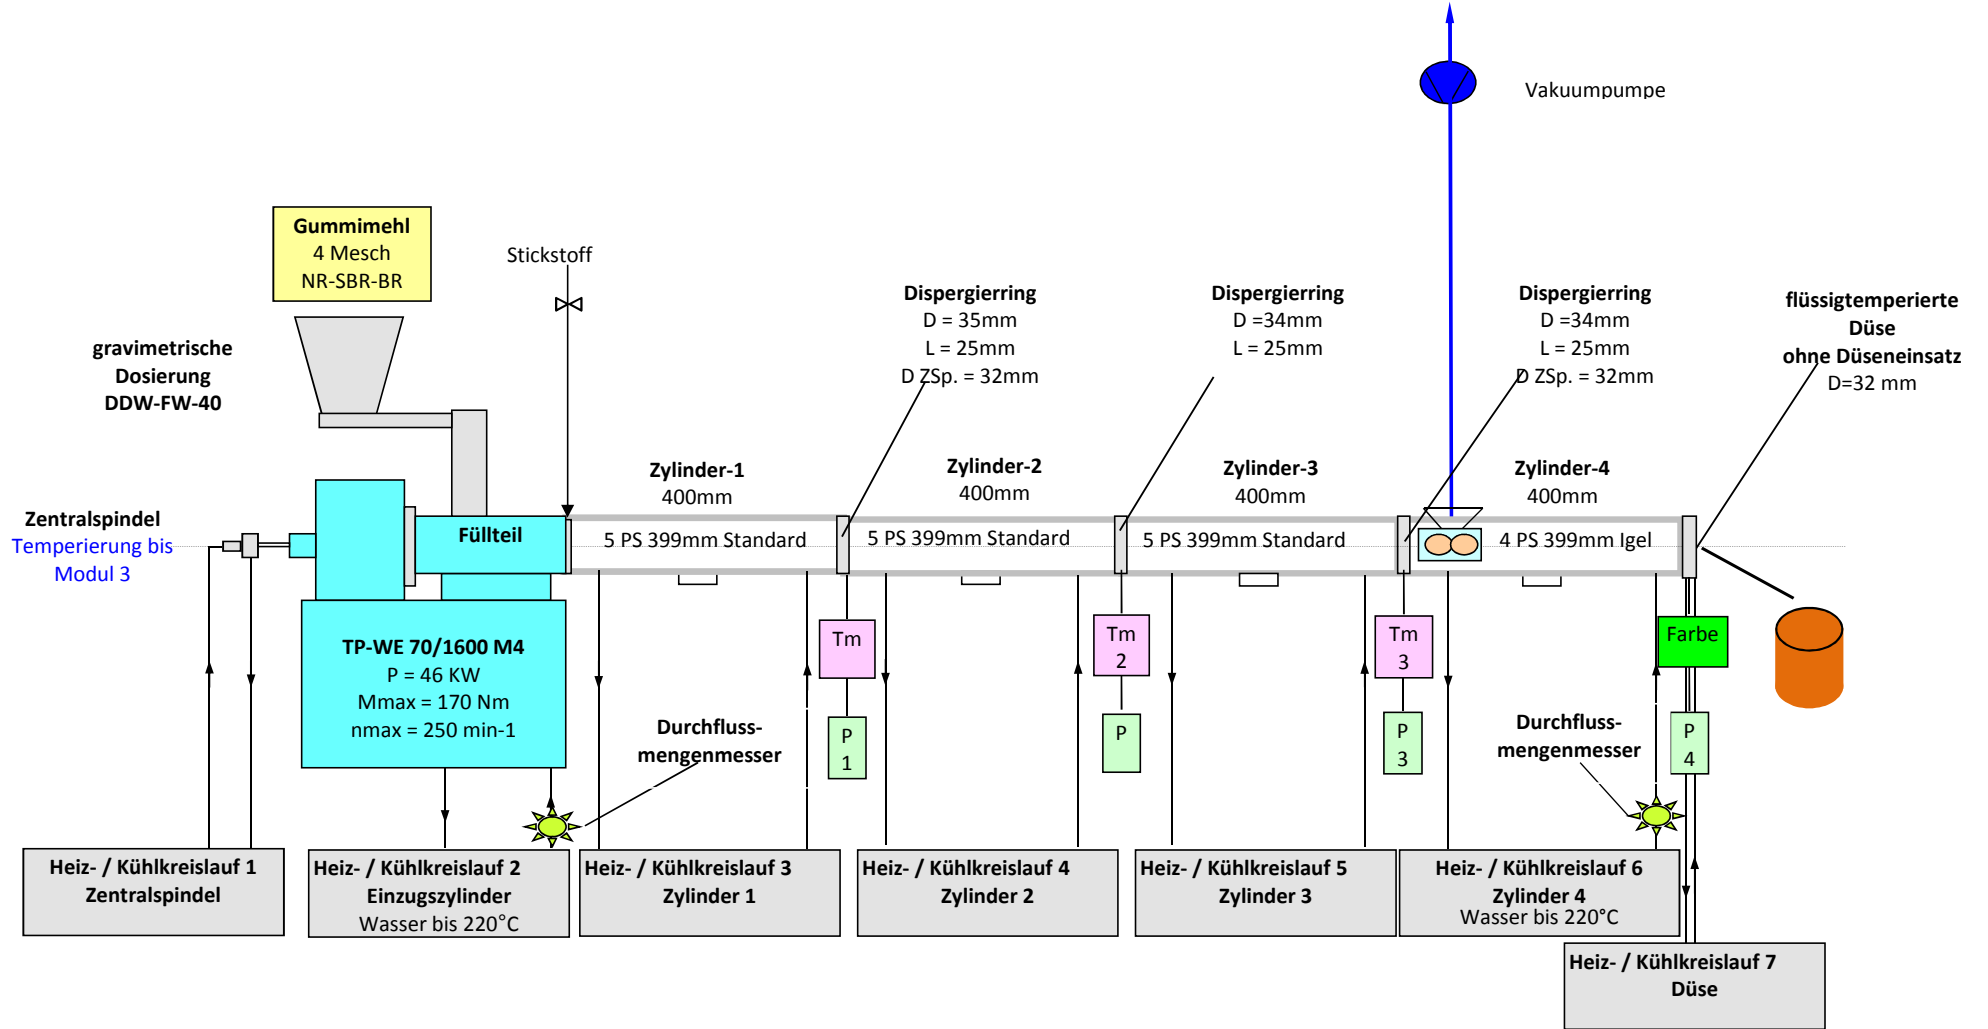 Vakuumpumpe
Gummimehl
4 Mesch
NR-SBR-BR
Stickstoff
gravimetrische
Dosierung
DDW-FW-40
Dispergierring
D = 35mm
L = 25mm
D ZSp. = 32mm
Dispergierring
D =34mm
L = 25mm
Dispergierring
D =34mm
L = 25mm
D ZSp. = 32mm
flüssigtemperierte
Düse
ohne Düseneinsatz
D=32 mm
Zylinder-1
400mm
Zylinder-2
400mm
Zylinder-3
400mm
Zylinder-4
400mm
Zentralspindel
Temperierung bis
Modul 3
Füllteil
5 PS 399mm Standard
5 PS 399mm Standard
5 PS 399mm Standard
4 PS 399mm Igel
TP-WE 70/1600 M4
P = 46 KW
Mmax = 170 Nm
nmax = 250 min-1
Tm
Tm
2
Tm
3
Farbe
Durchfluss-
mengenmesser
P
1
P
P
3
Durchfluss-
mengenmesser
P
4
Heiz- / Kühlkreislauf 1
Zentralspindel
Heiz- / Kühlkreislauf 2
Einzugszylinder
Wasser bis 220°C
Heiz- / Kühlkreislauf 3
Zylinder 1
Heiz- / Kühlkreislauf 4
Zylinder 2
Heiz- / Kühlkreislauf 5
Zylinder 3
Heiz- / Kühlkreislauf 6
Zylinder 4
Wasser bis 220°C
Heiz- / Kühlkreislauf 7
Düse